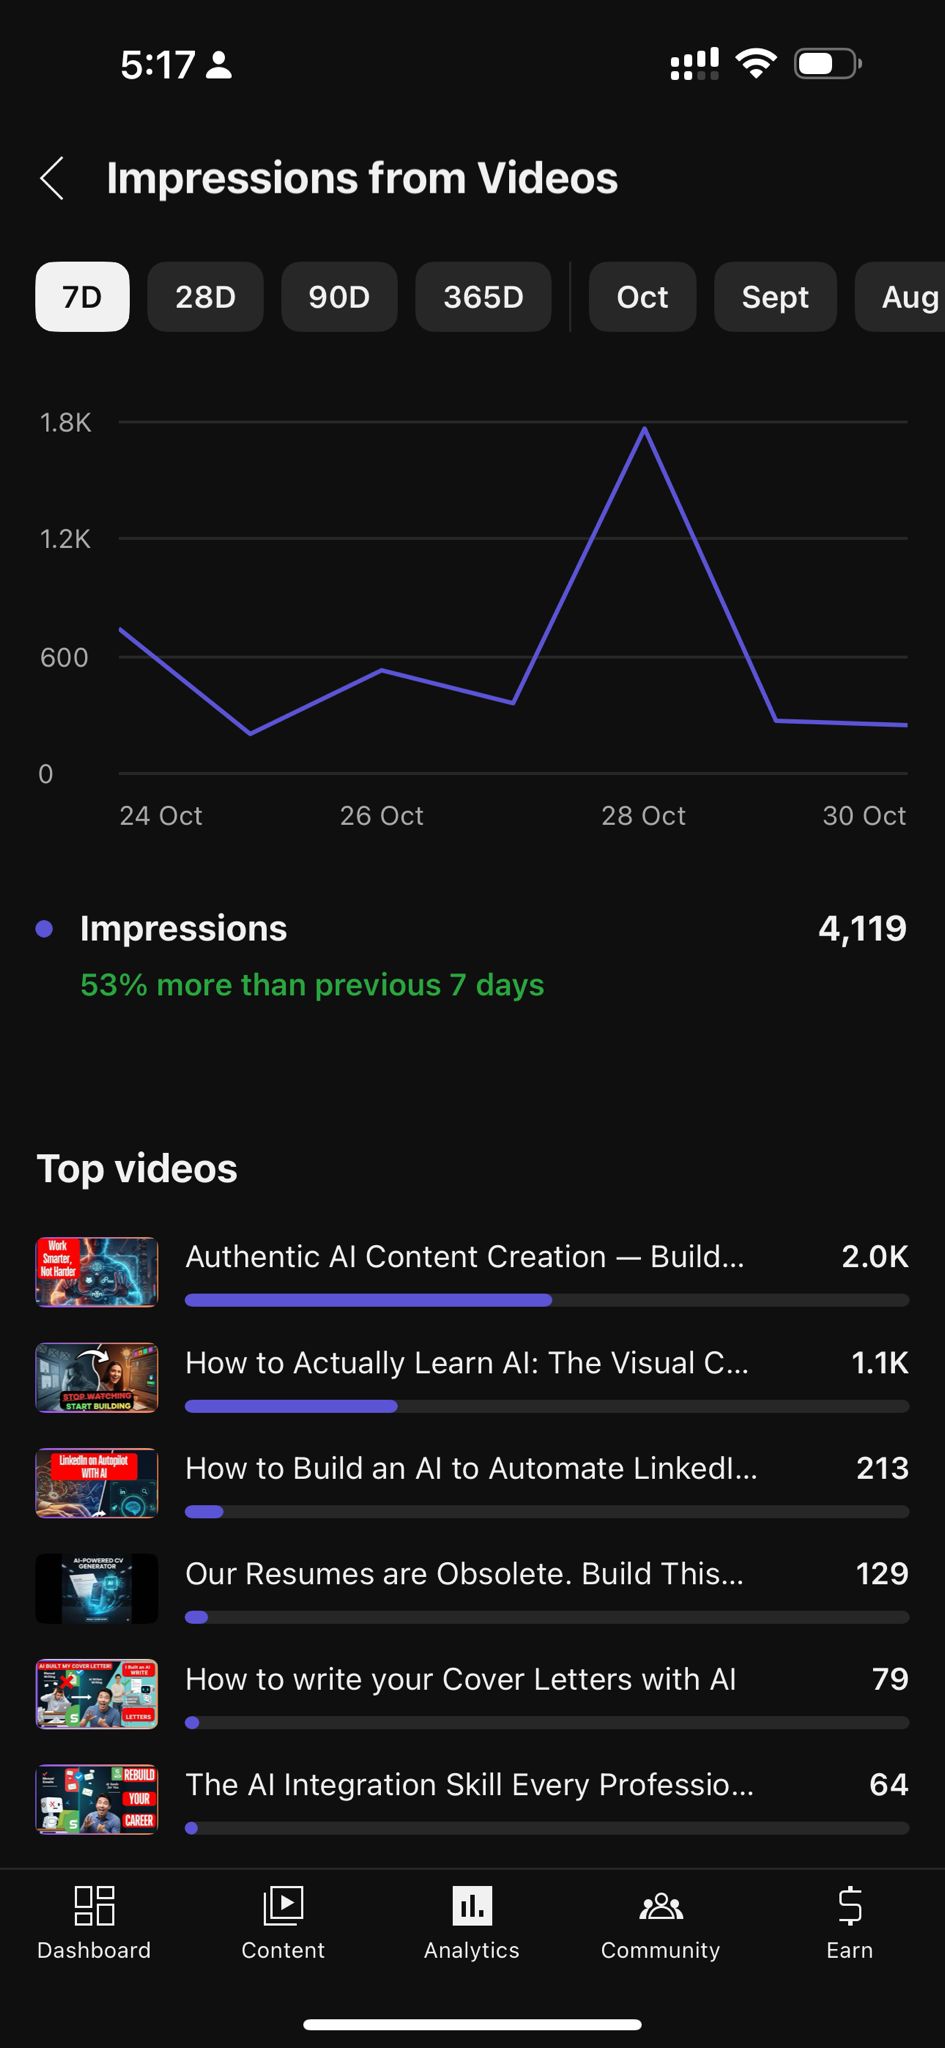 5:17
Impressions from Videos
7D 28D 90D 365D Oct Sept Aug
1.8K
1.2K
600
0
24 Oct 26 Oct 28 Oct 30 Oct
Impressions 4,119
53% more than previous 7 days
Top videos
Work
Smarter,
Not Harder
Authentic AI Content Creation — Build... 2.0K
STOP WATCHING
START BUILDING
How to Actually Learn AI: The Visual C... 1.1K
LinkedIn on Autopilot
WITH AI
How to Build an AI to Automate LinkedI... 213
AI-POWERED CV
GENERATOR
Our Resumes are Obsolete. Build This... 129
AI BUILT MY COVER LETTER!
I Built an AI
WRITE
LETTERS
How to write your Cover Letters with AI 79
REBUILD
YOUR
CAREER
The AI Integration Skill Every Professio... 64
Dashboard Content Analytics Community Earn